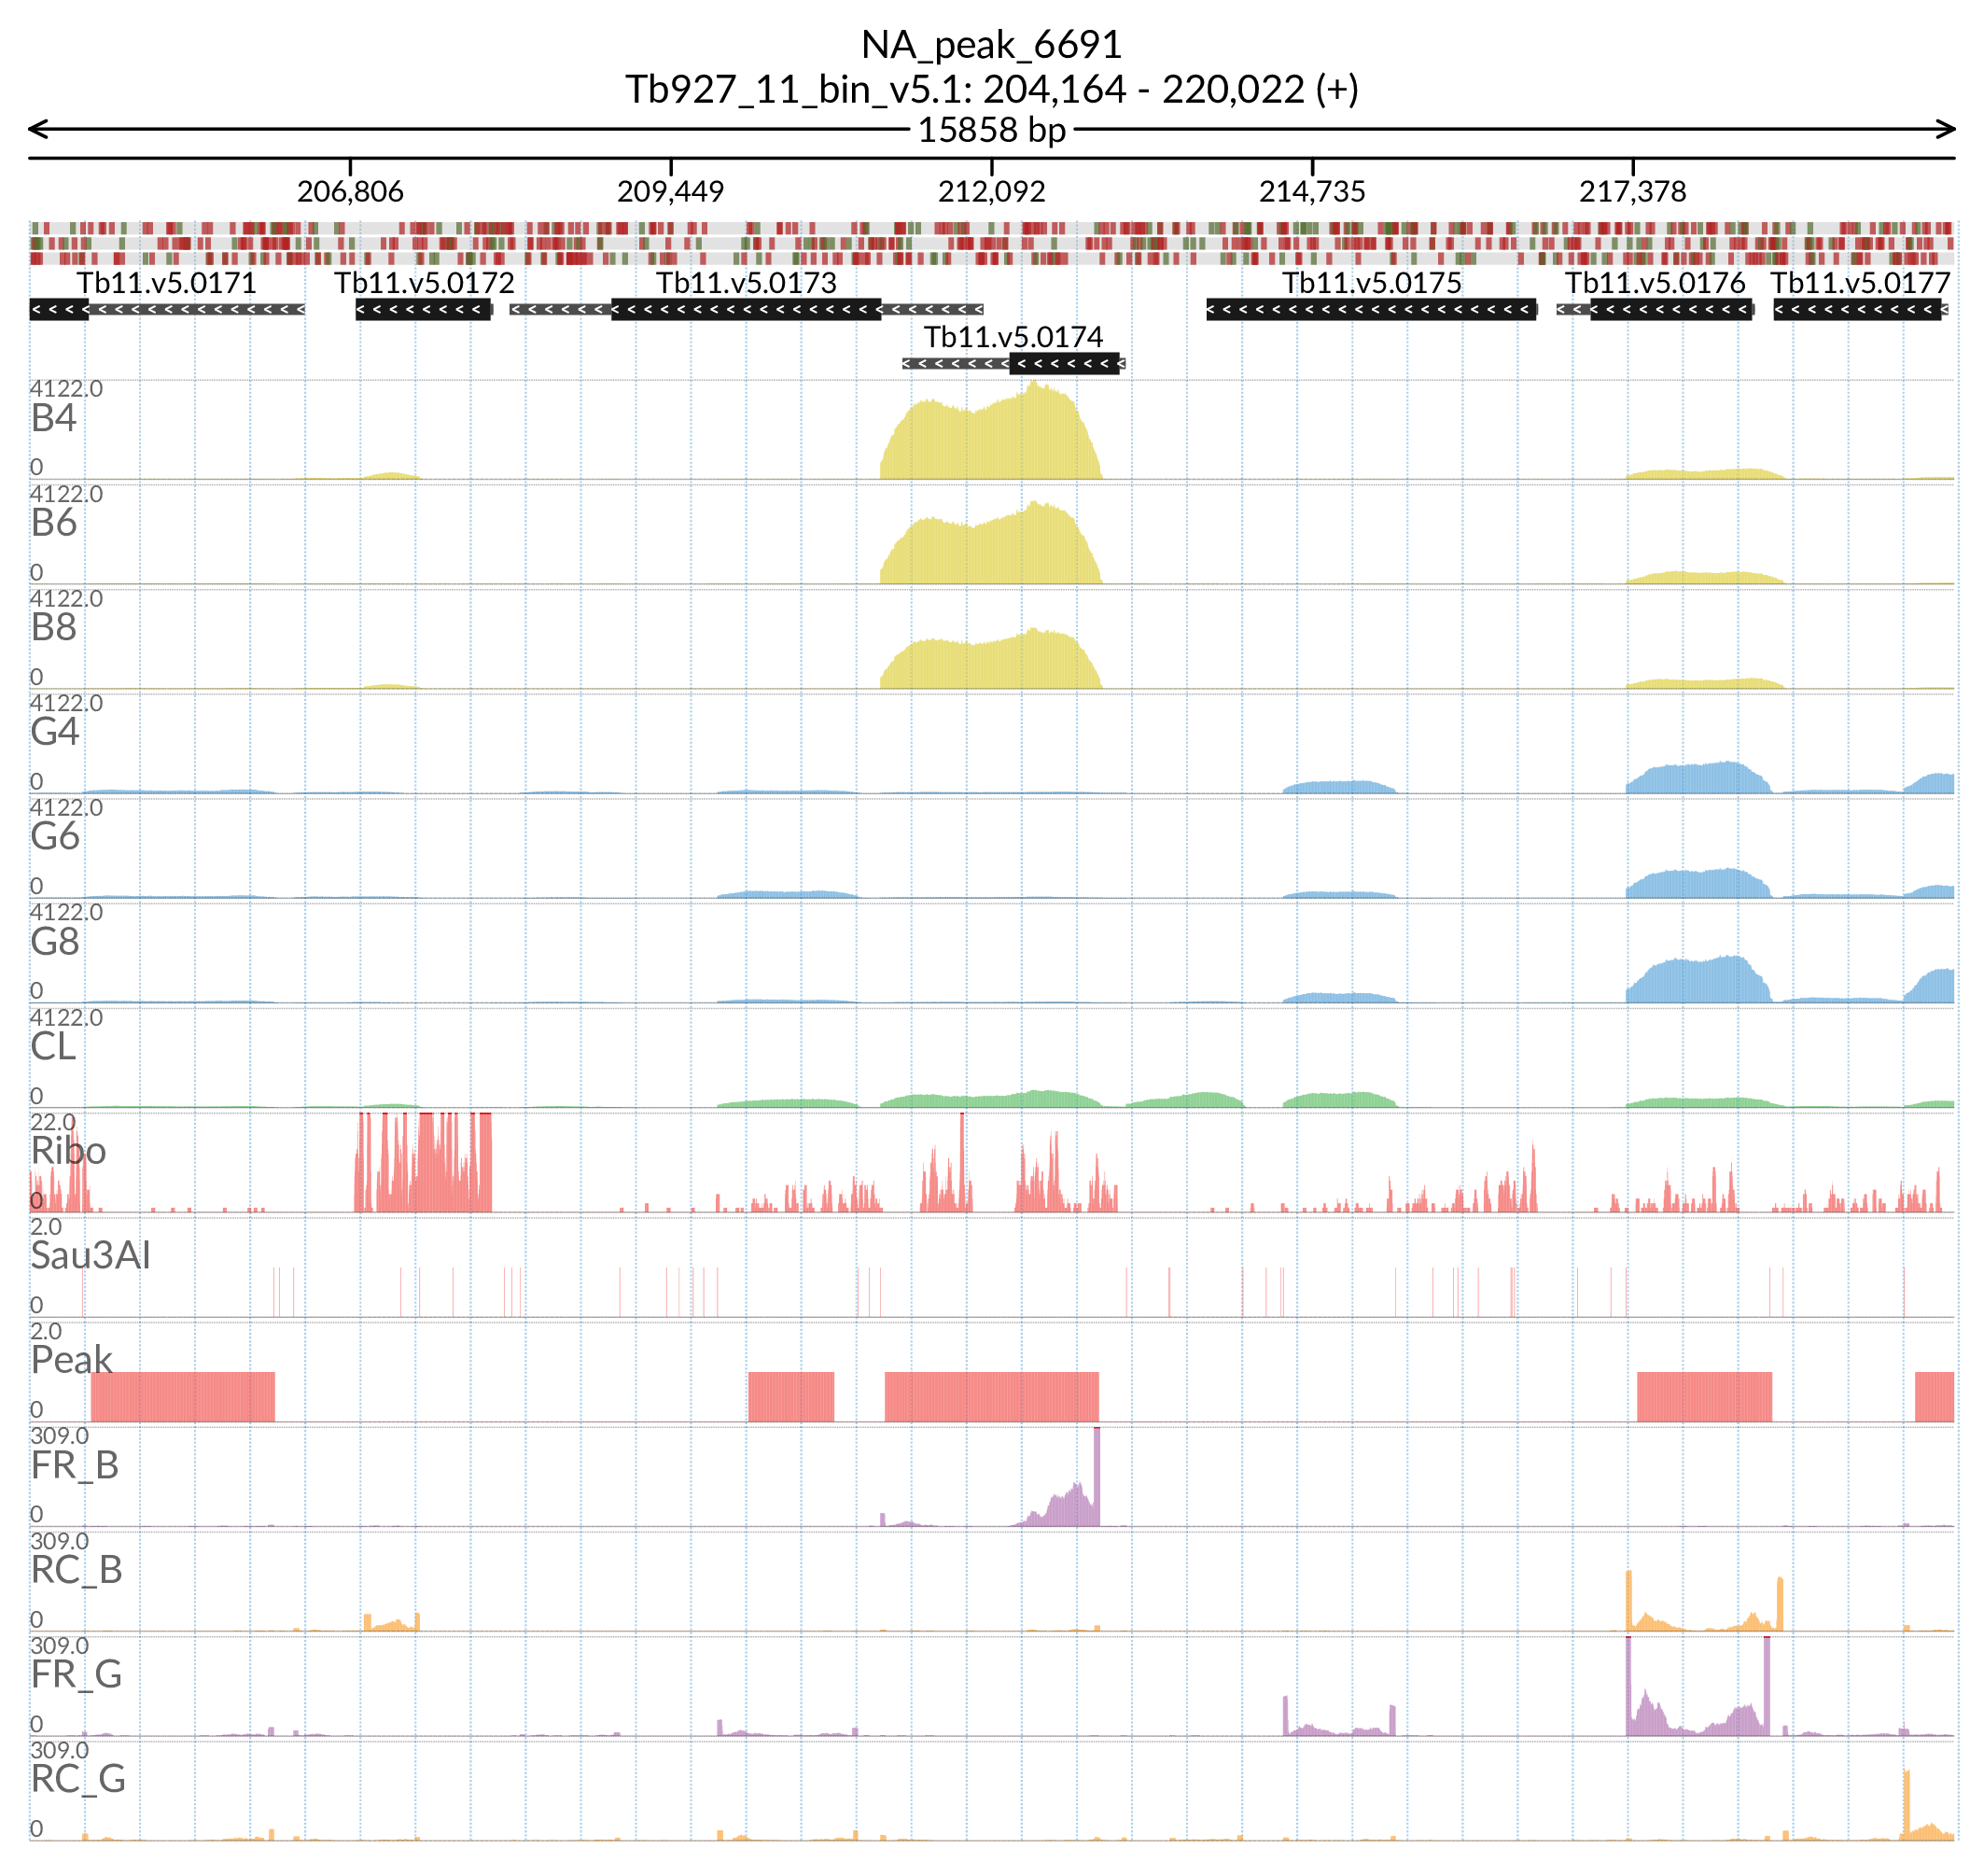 NA_peak_6691
Tb927_11_bin_v5.1: 204,164 - 220,022 (+)
15858 bp
206,806 209,449 212,092 214,735 217,378
Tb11.v5.0171 Tb11.v5.0172 Tb11.v5.0173 Tb11.v5.0175 Tb11.v5.0176 Tb11.v5.0177
Tb11.v5.0174
4122.0
B4
0
4122.0
B6
0
4122.0
B8
0
4122.0
G4
0
4122.0
G6
0
4122.0
G8
0
4122.0
CL
0
22.0
Ribo
0
2.0
Sau3AI
0
2.0
Peak
0
309.0
FR_B
0
309.0
RC_B
0
309.0
FR_G
0
309.0
RC_G
0